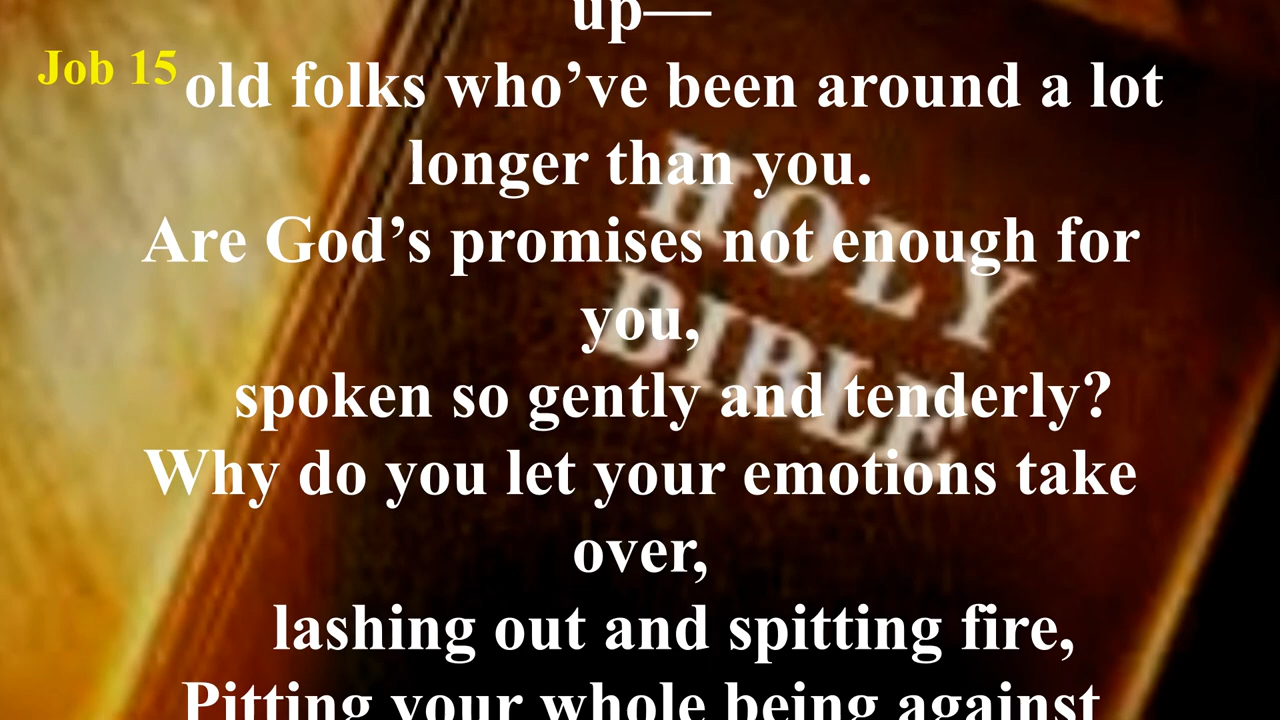 up—
Job 15
old folks who’ve been around a lot
longer than you.
Are God’s promises not enough for
you,
spoken so gently and tenderly?
Why do you let your emotions take
over,
lashing out and spitting fire,
Pitting your whole being against
HOLY
BIBLE